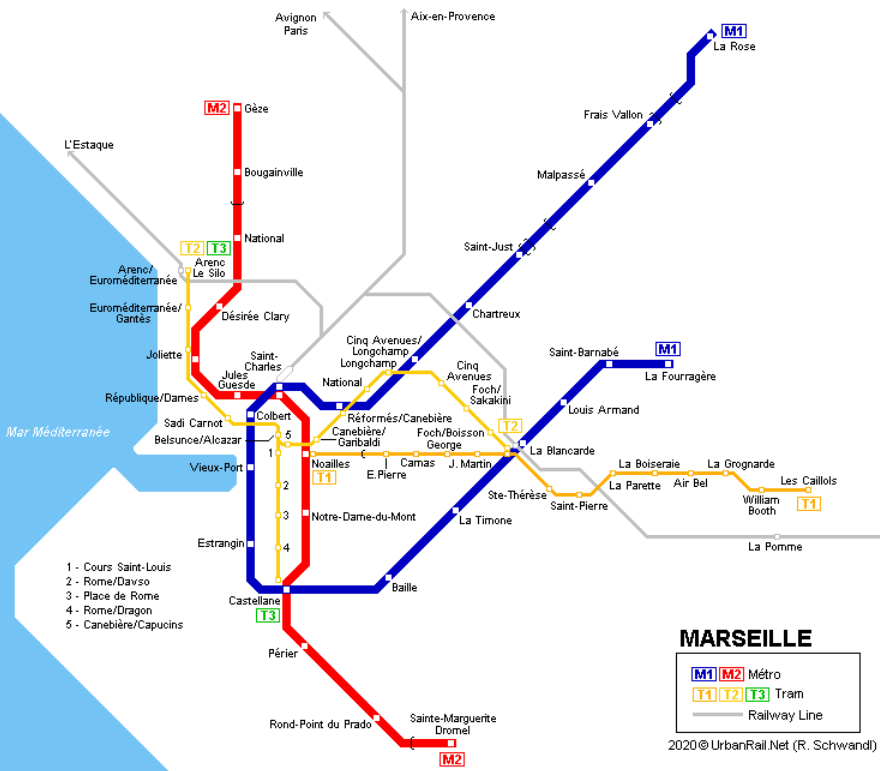 Avignon
Paris
Aix-en-Provence
M1
La Rose
M2
Gèze
Frais Vallon
L'Estaque
Bougainville
Malpassé
National
T2 T3
Saint-Just
Arenc/
Euroméditerranée
Arenc
Le Silo
Euroméditerranée/
Gantès
Désirée Clary
Chartreux
Joliette
Saint-
Charles
Cinq Avenues/
Longchamp
Longchamp
Saint-Barnabé
M1
Jules
Guesde
National
Cinq
Avenues
La Fourragère
République/Dames
Foch/
Sakakini
Louis Armand
Sadi Carnot
Colbert
Réformés/Canebière
T2
Mar Méditerranée
Belsunce/Alcazar
5
Canebière/
Garibaldi
Foch/Boisson
George
La Blancarde
1
Vieux-Port
Noailles
T1
E.Pierre
Camas
J. Martin
La Boiseraie
La Grognarde
La Parette
Air Bel
Les Caillols
2
Ste-Thérèse
Saint-Pierre
William
Booth
T1
3
Notre-Dame-du-Mont
La Timone
Estrangin
4
La Pomme
1 - Cours Saint-Louis
2 - Rome/Davso
3 - Place de Rome
4 - Rome/Dragon
5 - Canebière/Capucins
Castellane
T3
Baille
Périer
MARSEILLE
M1 M2 Métro
T1 T2 T3 Tram
Railway Line
Rond-Point du Prado
Sainte-Marguerite
Dromel
M2
2020©UrbanRail.Net (R. Schwandl)